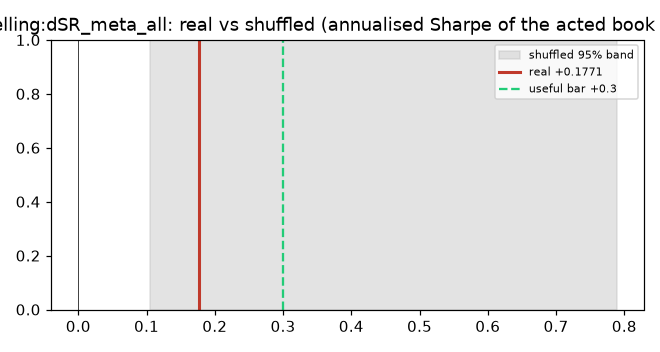 elling:dSR_meta_all: real vs shuffled (annualised Sharpe of the acted book
shuffled 95% band
real +0.1771
useful bar +0.3
1.0
0.8
0.6
0.4
0.2
0.0
0.0 0.1 0.2 0.3 0.4 0.5 0.6 0.7 0.8